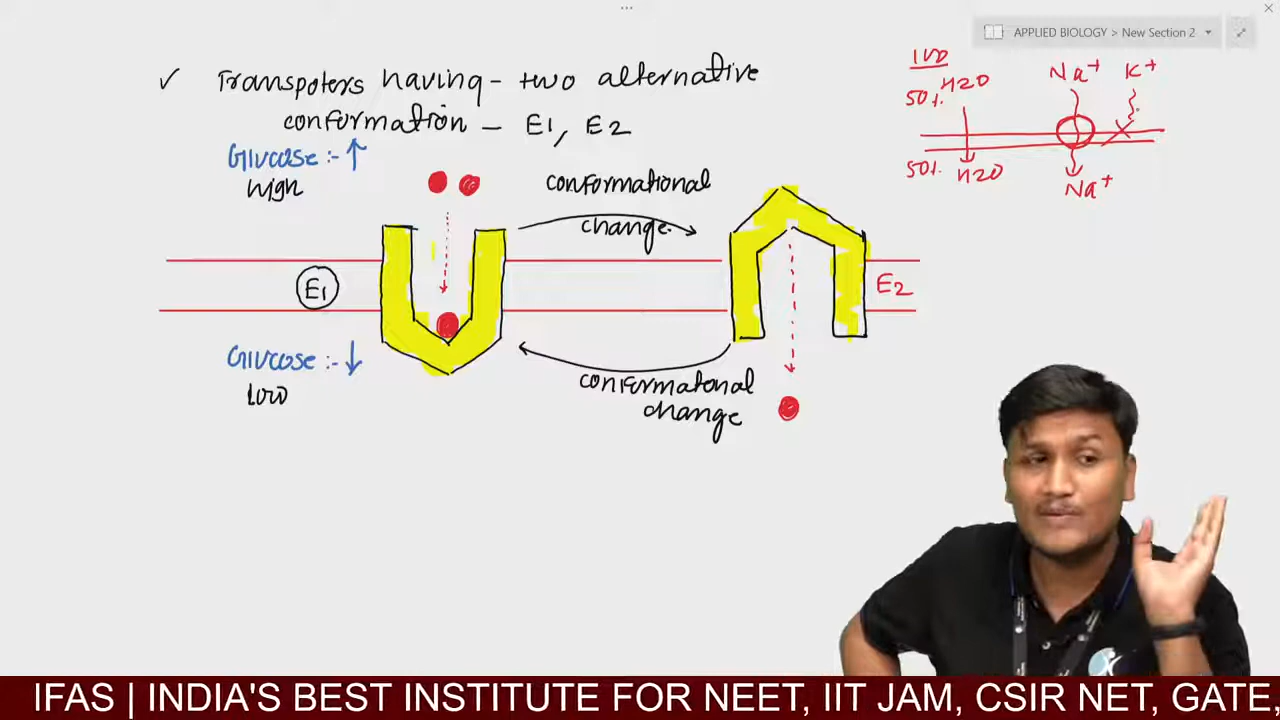 APPLIED BIOLOGY > New Section 2
✓ Transpoters having - two alternative
conformation - E1, E2
Glucose :- ↑
high
conformational
change.
E1
E2
Glucose :- ↓
low
conformatonal
change
100
50%. H2O
50%. H2O
Na+
K+
Na+
IFAS | INDIA'S BEST INSTITUTE FOR NEET, IIT JAM, CSIR NET, GATE,